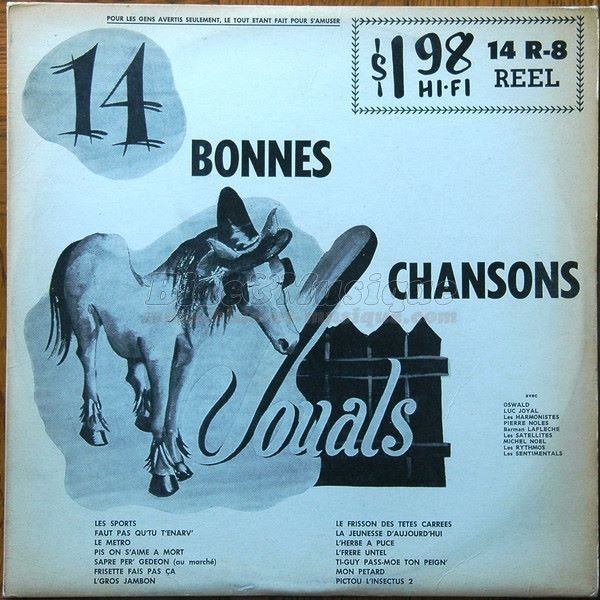 POUR LES GENS AVERTIS SEULEMENT, LE TOUT ETANT FAIT POUR S'AMUSER
$1.98 14 R-8
HI-FI REEL
14
BONNES
CHANSONS
Jouals
avec
OSWALD
LUC JOYAL
Les HARMONISTES
PIERRE NOLES
Barman LAFLECHE
Les SATELLITES
MICHEL NOEL
Les RYTHMOS
Les SENTIMENTALS
LES SPORTS
FAUT PAS QU'TU T'ENARV'
LE METRO
PIS ON S'AIME A MORT
SAPRE PER' GEDEON (au marché)
FRISETTE FAIS PAS ÇA
L'GROS JAMBON
LE FRISSON DES TETES CARREES
LA JEUNESSE D'AUJOURD'HUI
L'HERBE A PUCE
L'FRERE UNTEL
TI-GUY PASS-MOE TON PEIGN'
MON PETARD
PICTOU L'INSECTUS 2